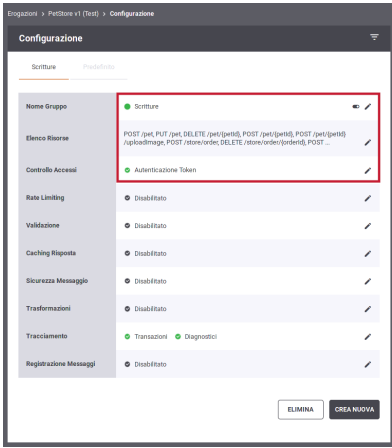 Erogazioni > PetStore v1 (Test) > Configurazione
Configurazione
Scritture Predefinito
Nome Gruppo Scritture
Elenco Risorse POST /pet, PUT /pet, DELETE /pet/{petId}, POST /pet/{petId}, POST /pet/{petId}
/uploadImage, POST /store/order, DELETE /store/order/{orderId}, POST ...
Controllo Accessi Autenticazione Token
Rate Limiting Disabilitato
Validazione Disabilitato
Caching Risposta Disabilitato
Sicurezza Messaggio Disabilitato
Trasformazioni Disabilitato
Tracciamento Transazioni Diagnostici
Registrazione Messaggi Disabilitato
ELIMINA CREA NUOVA